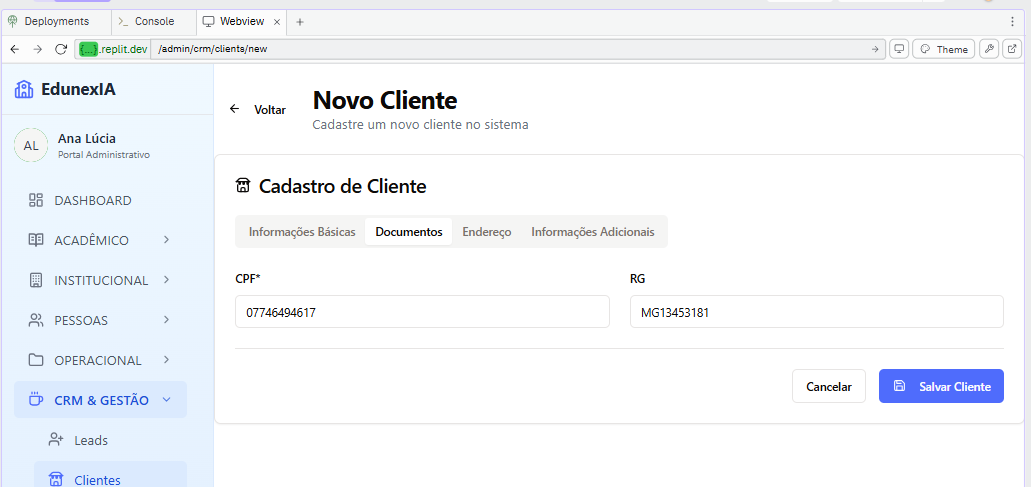 Deployments
Console
Webview
{...}.replit.dev
/admin/crm/clients/new
Theme
EdunexIA
AL
Ana Lúcia
Portal Administrativo
DASHBOARD
ACADÊMICO
INSTITUCIONAL
PESSOAS
OPERACIONAL
CRM & GESTÃO
Leads
Clientes
Voltar
Novo Cliente
Cadastre um novo cliente no sistema
Cadastro de Cliente
Informações Básicas
Documentos
Endereço
Informações Adicionais
CPF*
07746494617
RG
MG13453181
Cancelar
Salvar Cliente